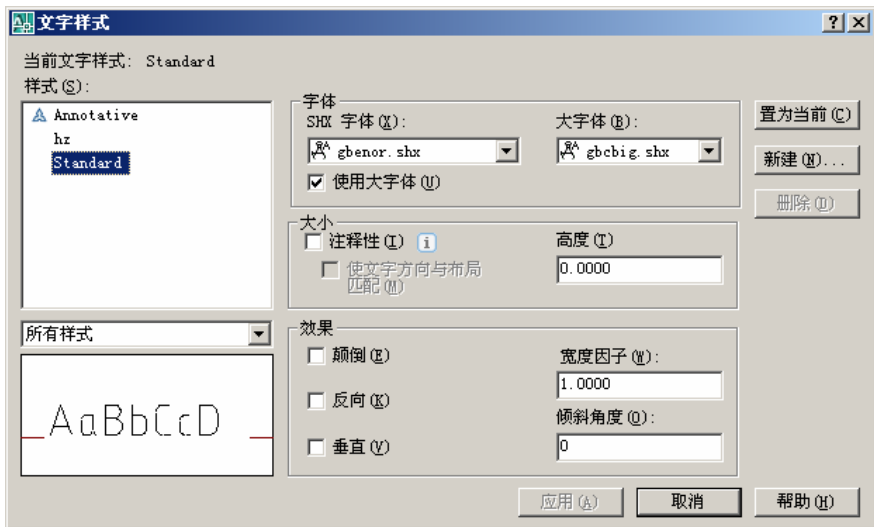 文字样式
当前文字样式: Standard
样式(S):
Annotative
hz
Standard
所有样式
AaBbCcD
字体
SHX 字体(X):
gbenor.shx
使用大字体(U)
大字体(B):
gbcbig.shx
大小
注释性(I)
使文字方向与布局
匹配(M)
高度(T)
0.0000
效果
颠倒(E)
反向(K)
垂直(V)
宽度因子(W):
1.0000
倾斜角度(O):
0
置为当前(C)
新建(N)...
删除(D)
应用(A)
取消
帮助(H)